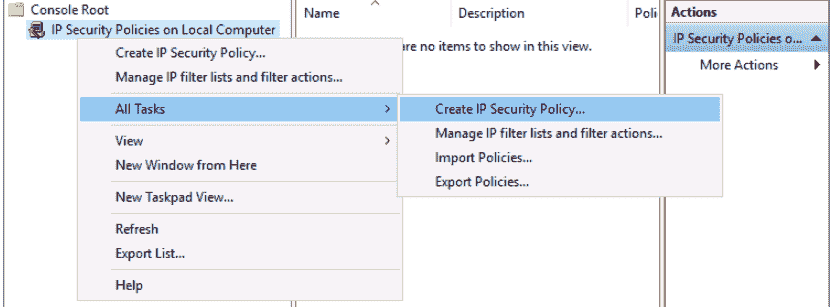 Console Root
IP Security Policies on Local Computer
Create IP Security Policy...
Manage IP filter lists and filter actions...
All Tasks
View
New Window from Here
New Taskpad View...
Refresh
Export List...
Help
Create IP Security Policy...
Manage IP filter lists and filter actions...
Import Policies...
Export Policies...
Name
Description
Poli
re no items to show in this view.
Actions
IP Security Policies o...
More Actions